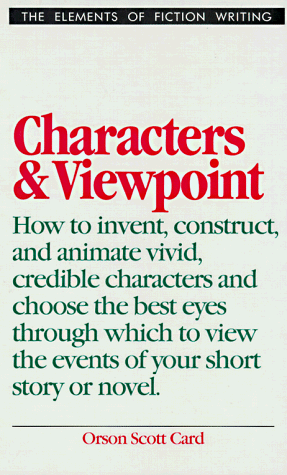 THE ELEMENTS OF FICTION WRITING
Characters
& Viewpoint
How to invent, construct,
and animate vivid,
credible characters and
choose the best eyes
through which to view
the events of your short
story or novel.
Orson Scott Card